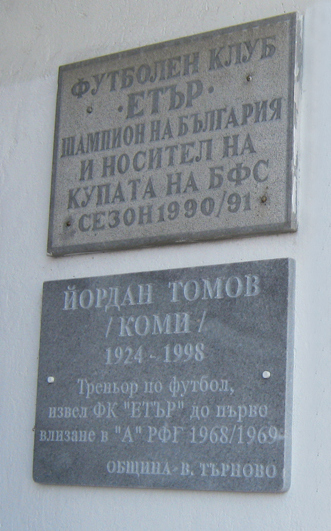 ФУТБОЛЕН КЛУБ
·ЕТЪР·
ШАМПИОН НА БЪЛГАРИЯ
И НОСИТЕЛ НА
КУПАТА НА БФС
СЕЗОН 1990/91
ЙОРДАН ТОМОВ
/КОМИ/
1924 - 1998
Треньор по футбол,
извел ФК "ЕТЪР" до първо
влизане в "А" РФГ 1968/1969
ОБЩИНА - В. ТЪРНОВО